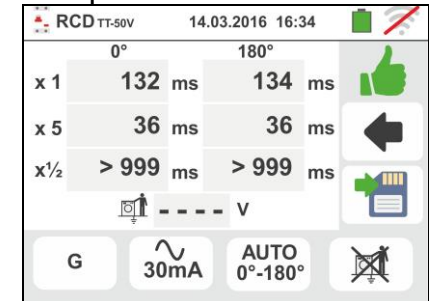 RCD TT-50V 14.03.2016 16:34
0° 180°
x 1 132 ms 134 ms
x 5 36 ms 36 ms
x½ > 999 ms > 999 ms
- - - - V
G 30mA AUTO 0°-180°